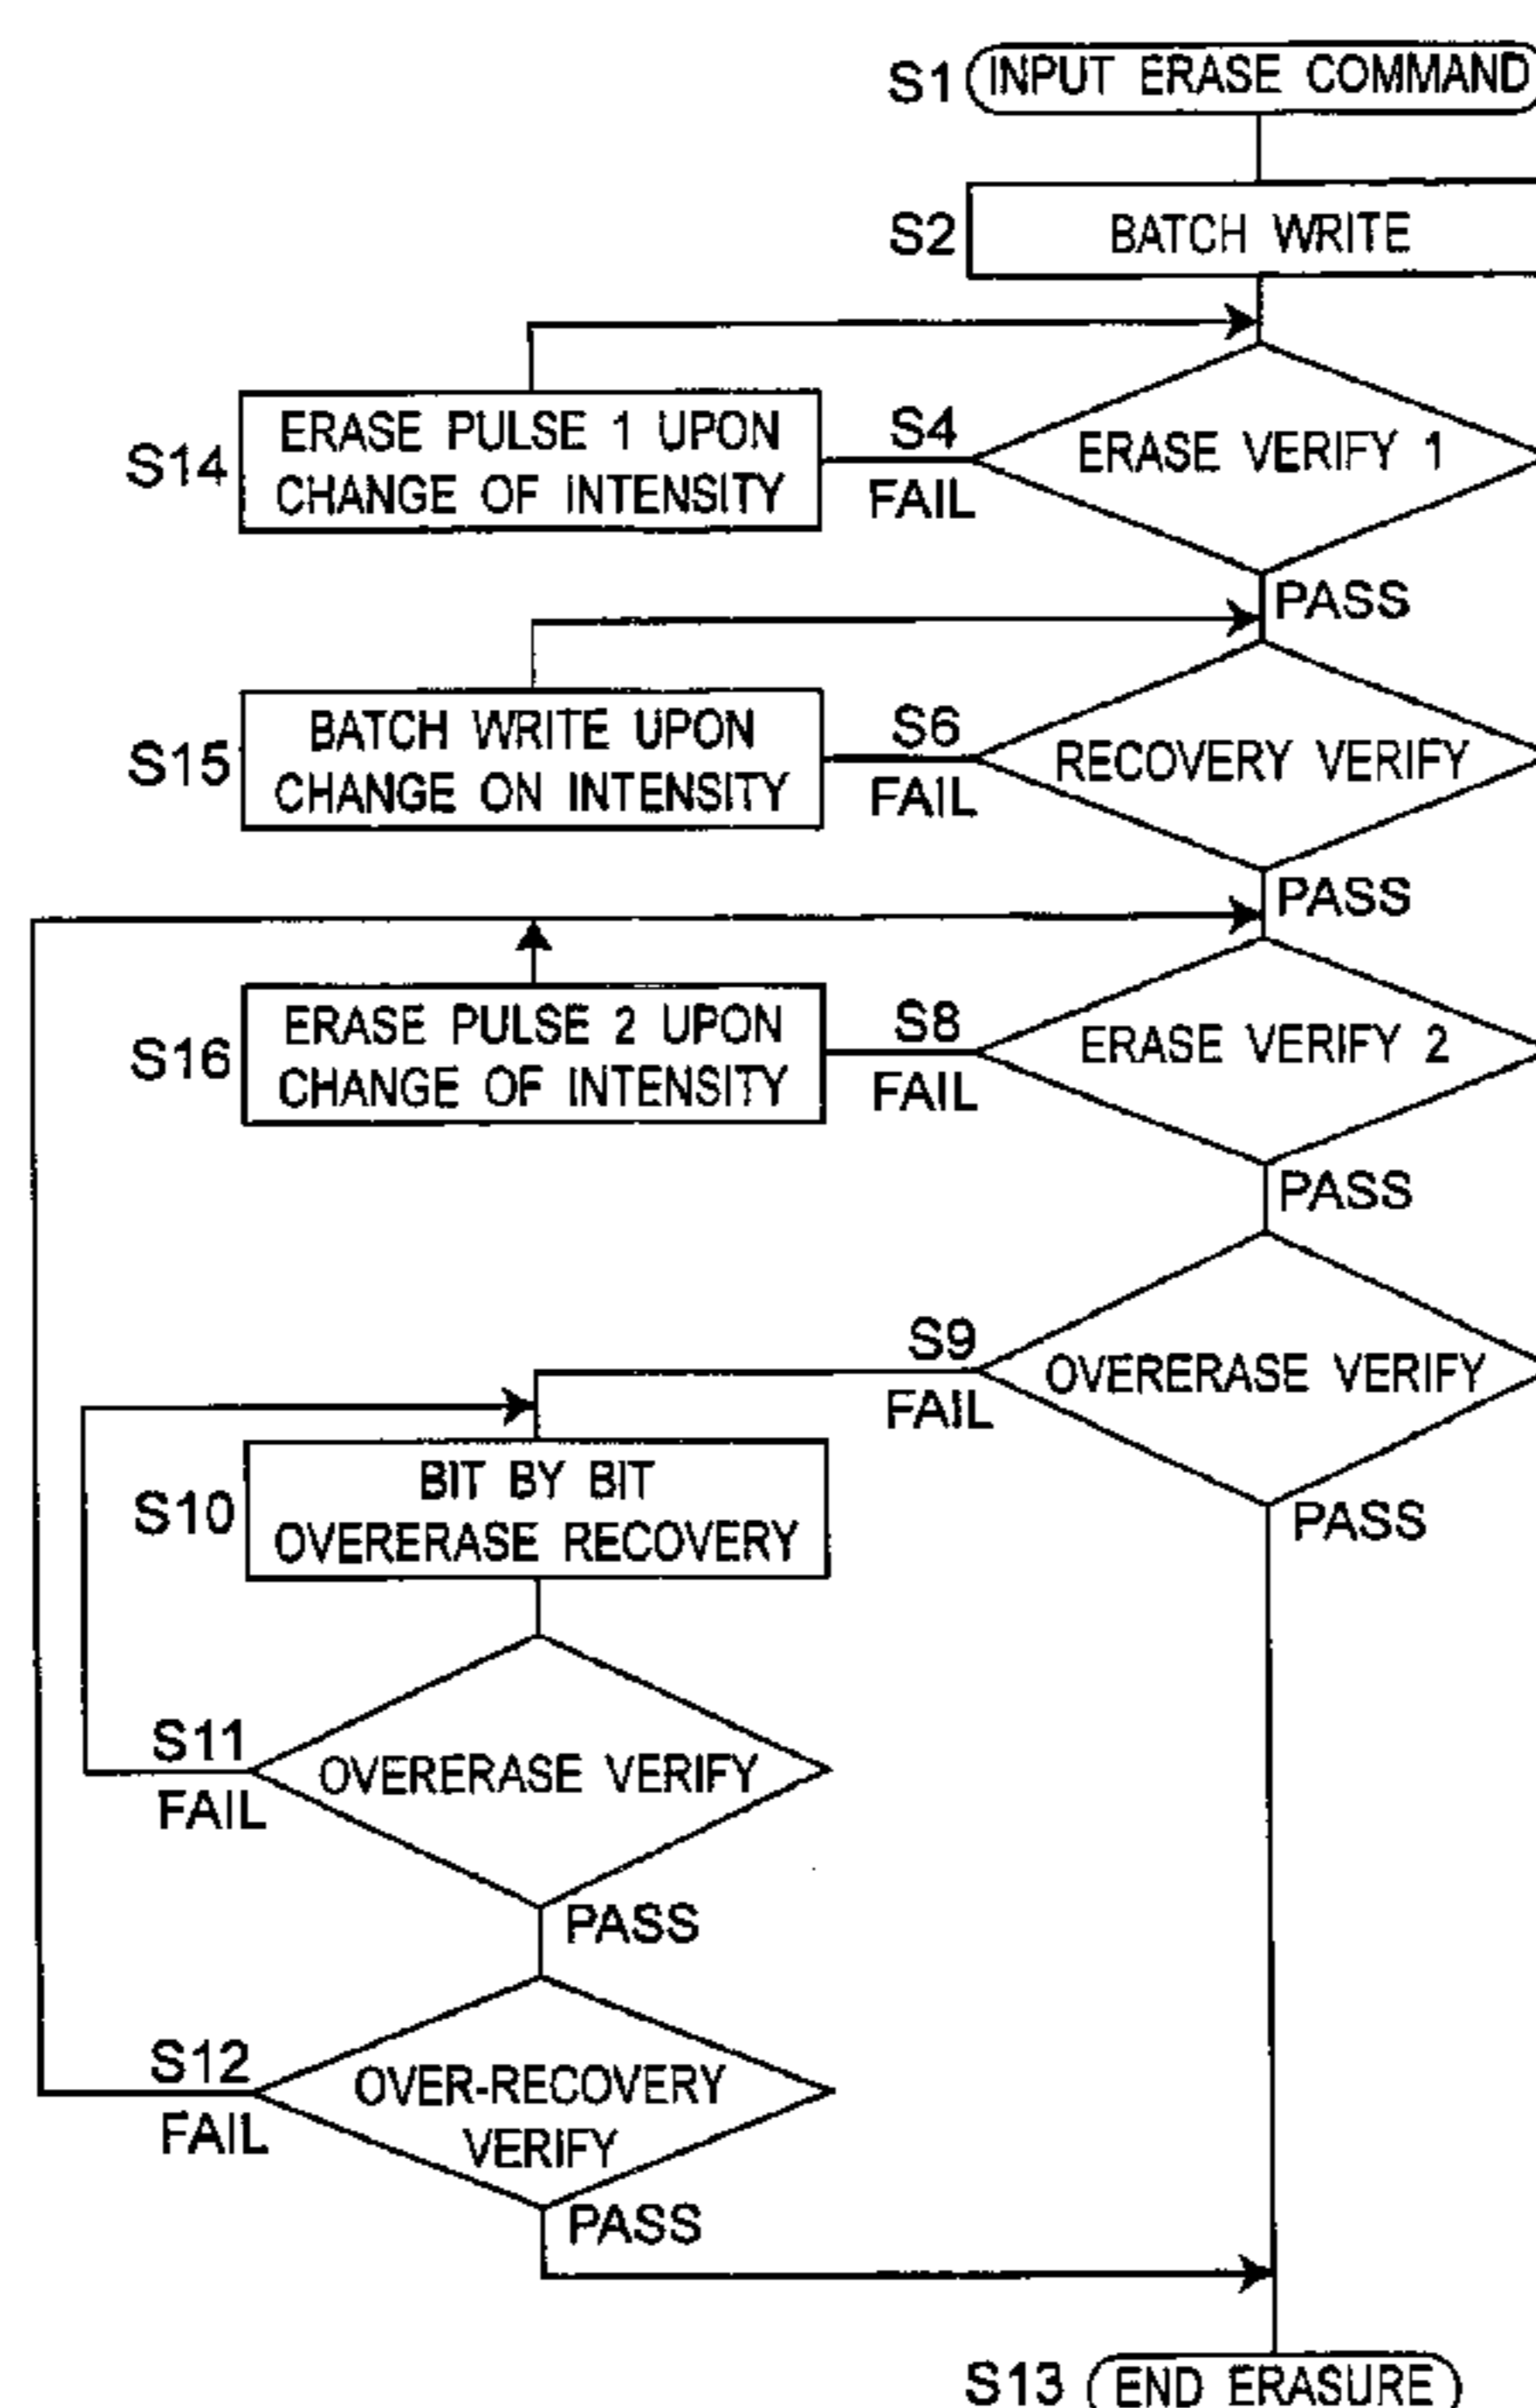 S1 INPUT ERASE COMMAND
S2 BATCH WRITE
S14 ERASE PULSE 1 UPON
CHANGE OF INTENSITY
S4
FAIL
ERASE VERIFY 1
PASS
S15 BATCH WRITE UPON
CHANGE ON INTENSITY
S6
FAIL
RECOVERY VERIFY
PASS
S16 ERASE PULSE 2 UPON
CHANGE OF INTENSITY
S8
FAIL
ERASE VERIFY 2
PASS
S9
FAIL
OVERERASE VERIFY
PASS
S10 BIT BY BIT
OVERERASE RECOVERY
S11
FAIL
OVERERASE VERIFY
PASS
S12
FAIL
OVER-RECOVERY
VERIFY
PASS
S13 END ERASURE